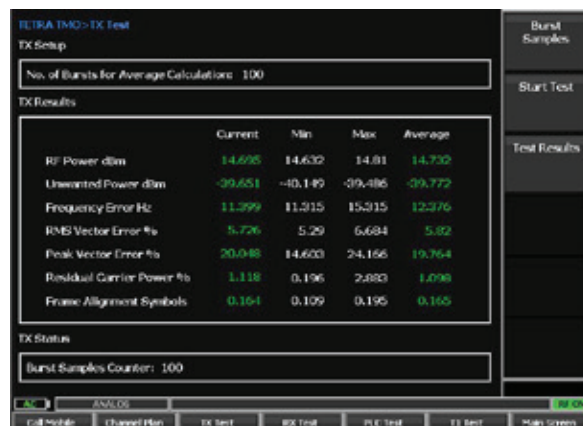 TETRA TMO>TX Test
TX Setup
No. of Bursts for Average Calculation: 100
TX Results
Current Min Max Average
RF Power dBm 14.695 14.632 14.81 14.732
Unwanted Power dBm -39.651 -40.149 -39.486 -39.772
Frequency Error Hz 11.399 11.315 15.315 12.376
RMS Vector Error % 5.726 5.29 6.684 5.82
Peak Vector Error % 20.048 14.603 24.166 19.764
Residual Carrier Power % 1.118 0.196 2.883 1.098
Frame Allignment Symbols 0.164 0.109 0.195 0.165
TX Status
Burst Samples Counter: 100
Burst
Samples
Start Test
Test Results
AC ANALOG RF ON
Call Mobile Channel Plan TX Test RX Test T1 Test Main Screen